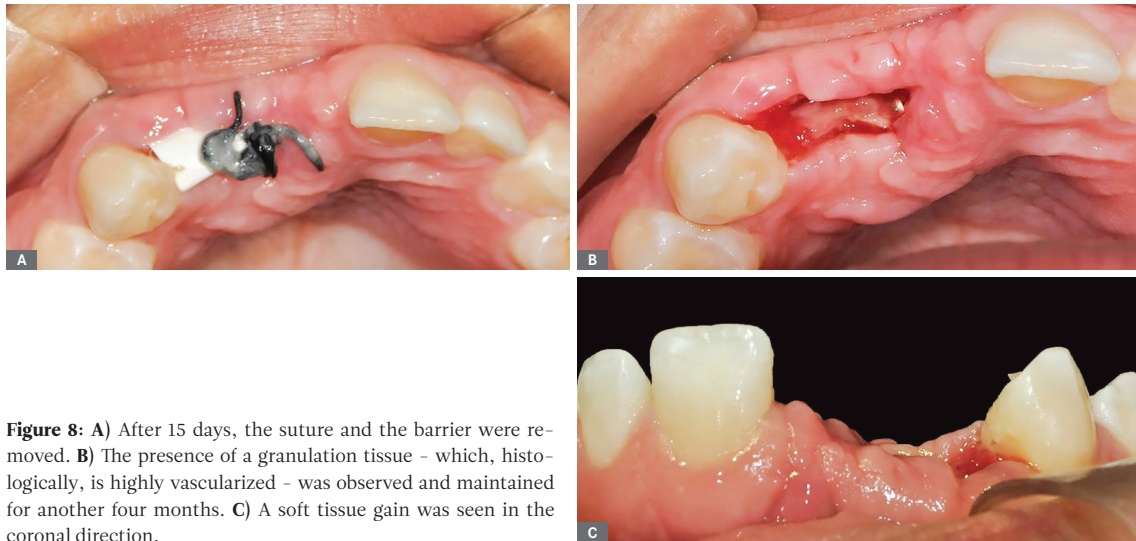 A
B
C
Figure 8: A) After 15 days, the suture and the barrier were re-
moved. B) The presence of a granulation tissue - which, histo-
logically, is highly vascularized - was observed and maintained
for another four months. C) A soft tissue gain was seen in the
coronal direction.